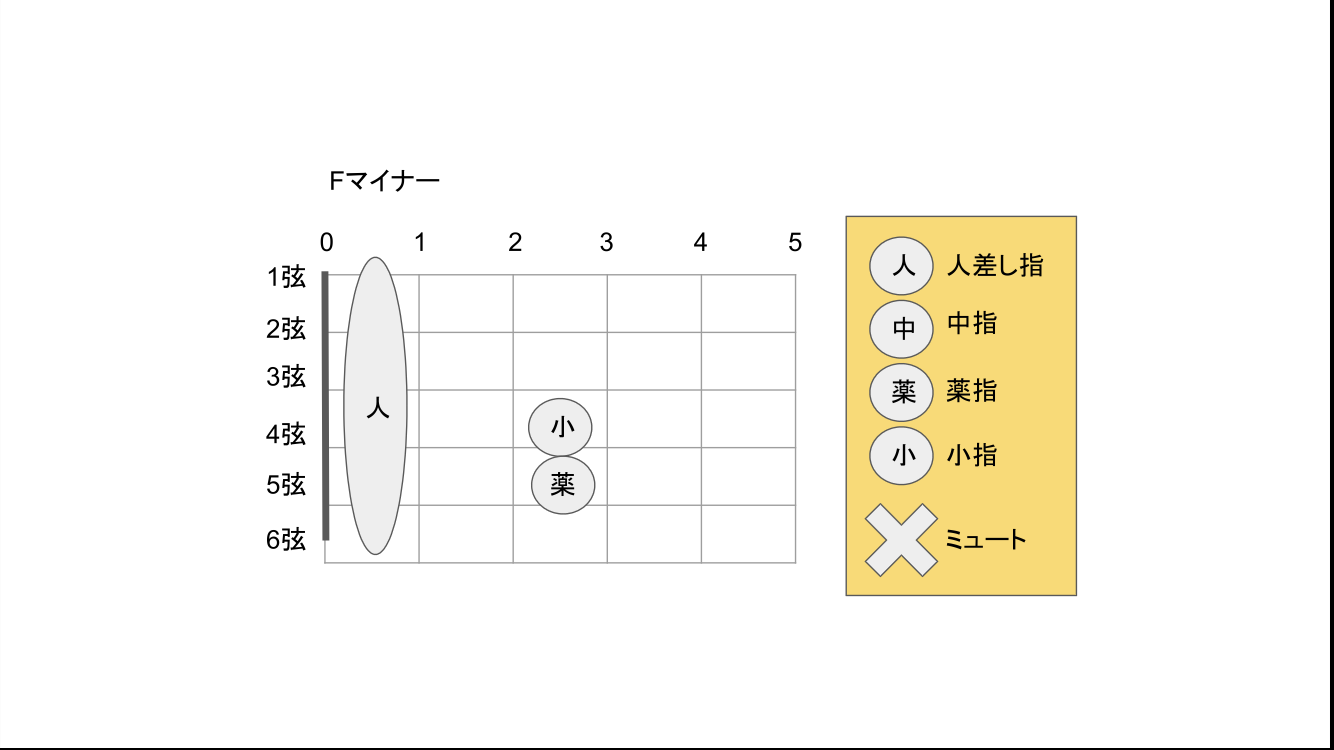 Fマイナー
0 1 2 3 4 5
1弦
2弦
3弦
4弦
5弦
6弦
人
小
薬
人 人差し指
中 中指
薬 薬指
小 小指
ミュート